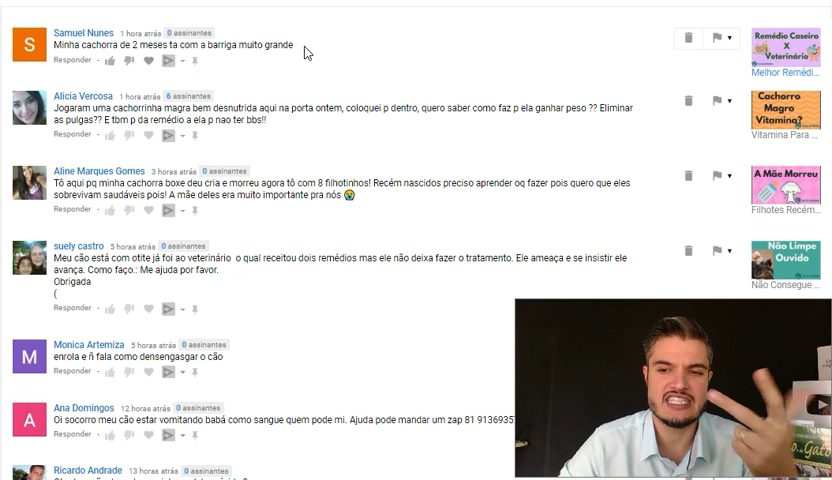 Samuel Nunes 1 hora atrás 0 assinantes
Minha cachorra de 2 meses ta com a barriga muito grande
Responder
Remédio Caseiro
X
Veterinário
Melhor Remédi...
Alicia Vercosa 1 hora atrás 6 assinantes
Jogaram uma cachorrinha magra bem desnutrida aqui na porta ontem, coloquei p dentro, quero saber como faz p ela ganhar peso ?? Eliminar
as pulgas?? E tbm p da remédio a ela p nao ter bbs!!
Responder
Cachorro
Magro
Vitamina?
Vitamina Para ...
Aline Marques Gomes 3 horas atrás 0 assinantes
Tô aqui pq minha cachorra boxe deu cria e morreu agora tô com 8 filhotinhos! Recém nascidos preciso aprender oq fazer pois quero que eles
sobrevivam saudáveis pois! A mãe deles era muito importante pra nós 😭
Responder
A Mãe Morreu
Filhotes Recém...
suely castro 5 horas atrás 0 assinantes
Meu cão está com otite já foi ao veterinário o qual receitou dois remédios mas ele não deixa fazer o tratamento. Ele ameaça e se insistir ele
avança. Como faço.: Me ajuda por favor.
Obrigada
(
Responder
Não Limpe
Ouvido
Não Consegue ...
Monica Artemiza 5 horas atrás 0 assinantes
enrola e ñ fala como densengasgar o cão
Responder
Ana Domingos 12 horas atrás 0 assinantes
Oi socorro meu cão estar vomitando babá como sangue quem pode mi. Ajuda pode mandar um zap 81 9136935
Responder
Ricardo Andrade 13 horas atrás 0 assinantes
S
M
A